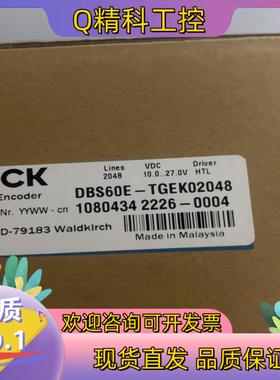 Q精科工控
CK
Encoder
Lines VDC Driver
2048 10.0..27.0V HTL
DBS60E-TGEK02048
Nr. YYWW - cn 1080434 2226-0004
D-79183 Waldkirch
Made in Malaysia
质
0.1
欢迎咨询可开发票
现货直发 品质